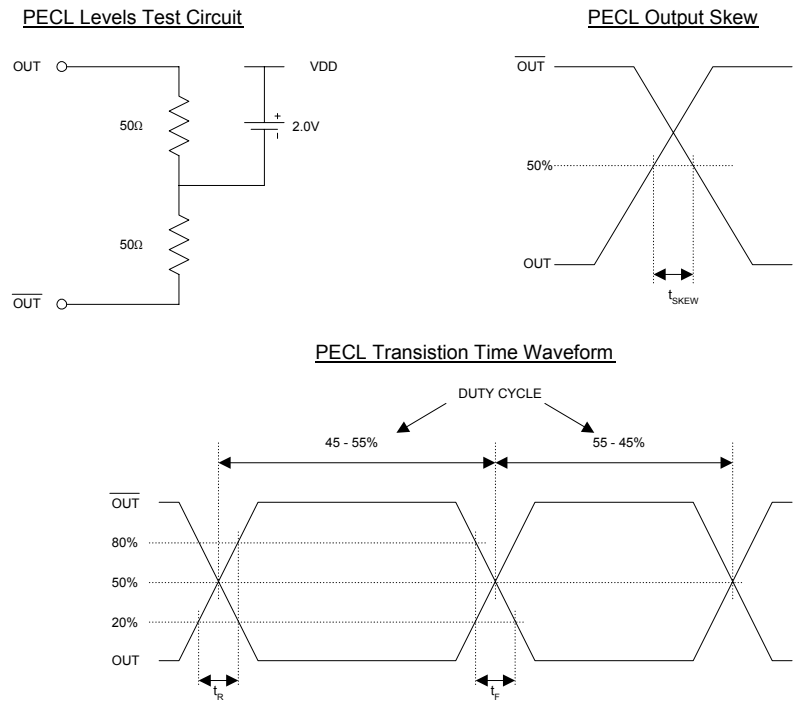 PECL Levels Test Circuit
OUT
VDD
50Ω
+
2.0V
-
50Ω
OUT
PECL Output Skew
OUT
50%
OUT
tSKEW
PECL Transistion Time Waveform
DUTY CYCLE
45 - 55%
55 - 45%
OUT
80%
50%
20%
OUT
tR
tF